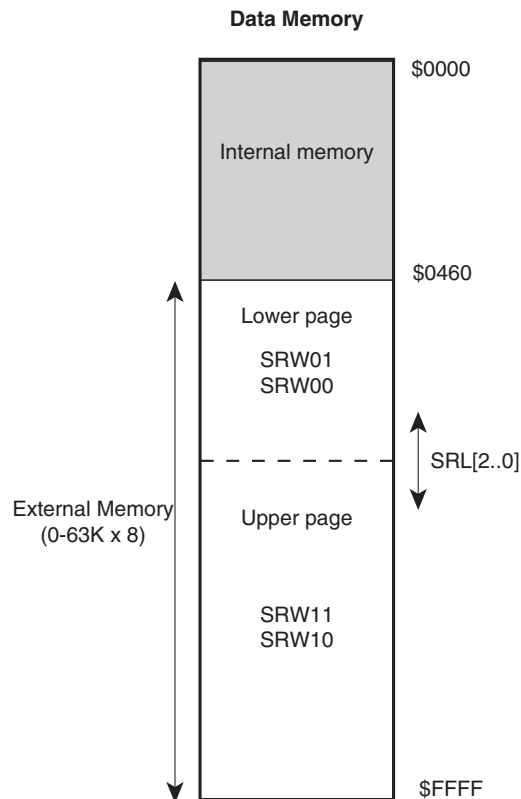 Data Memory
$0000
Internal memory
$0460
Lower page
SRW01
SRW00
SRL[2..0]
External Memory
(0-63K x 8)
Upper page
SRW11
SRW10
$FFFF